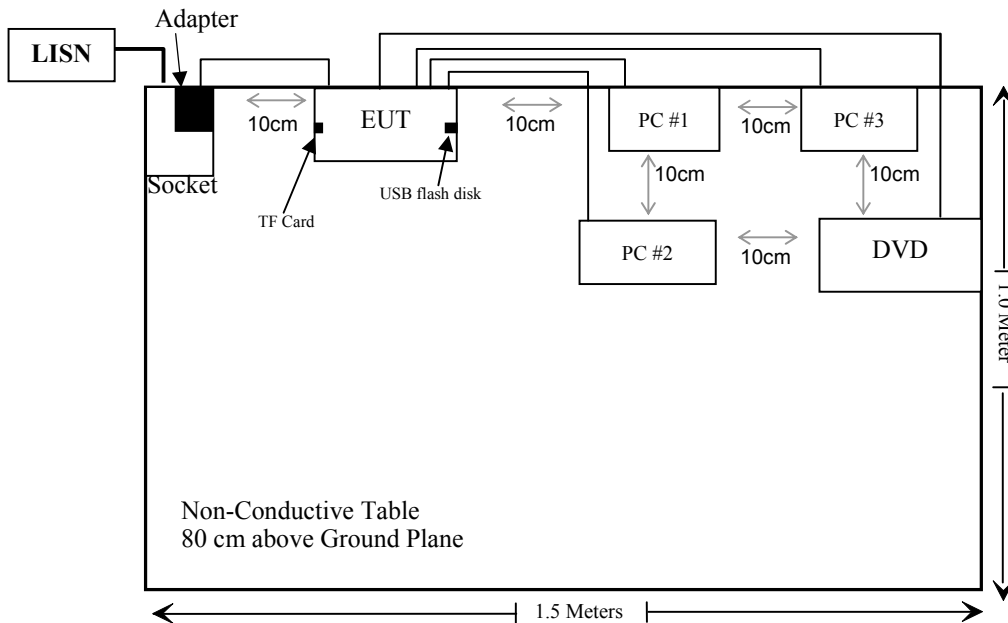 Adapter
LISN
EUT
PC #1
PC #3
10cm
10cm
10cm
Socket
TF Card
USB flash disk
10cm
10cm
PC #2
10cm
DVD
1.0 Meter
Non-Conductive Table
80 cm above Ground Plane
1.5 Meters